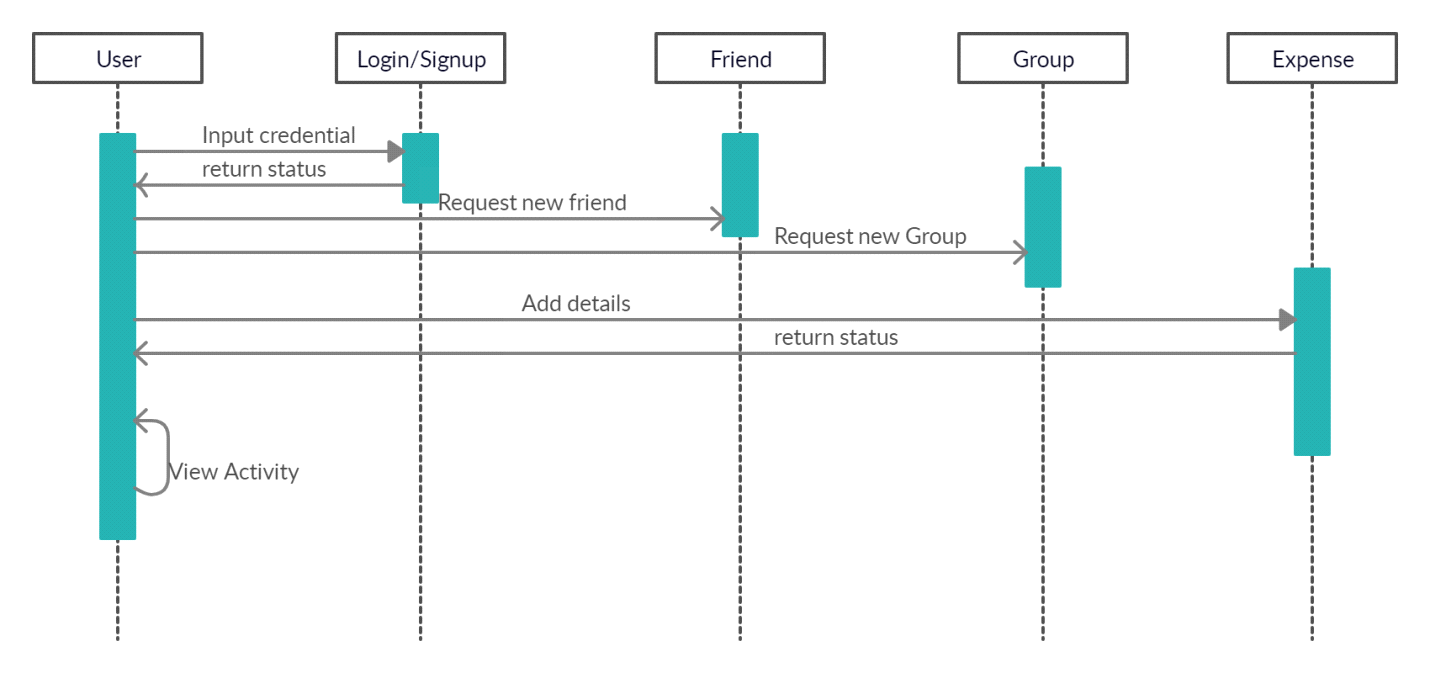 User
Login/Signup
Friend
Group
Expense
Input credential
return status
Request new friend
Request new Group
Add details
return status
View Activity